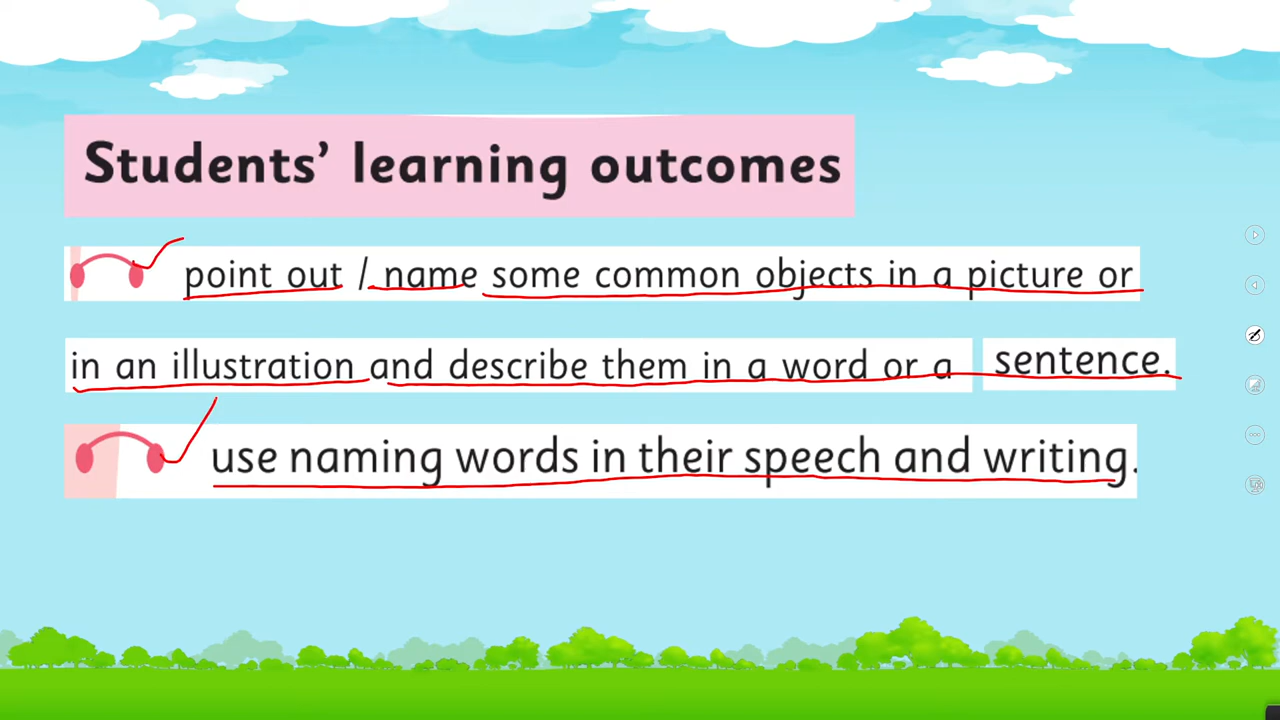 Students’ learning outcomes
point out / name some common objects in a picture or
in an illustration and describe them in a word or a sentence.
use naming words in their speech and writing.